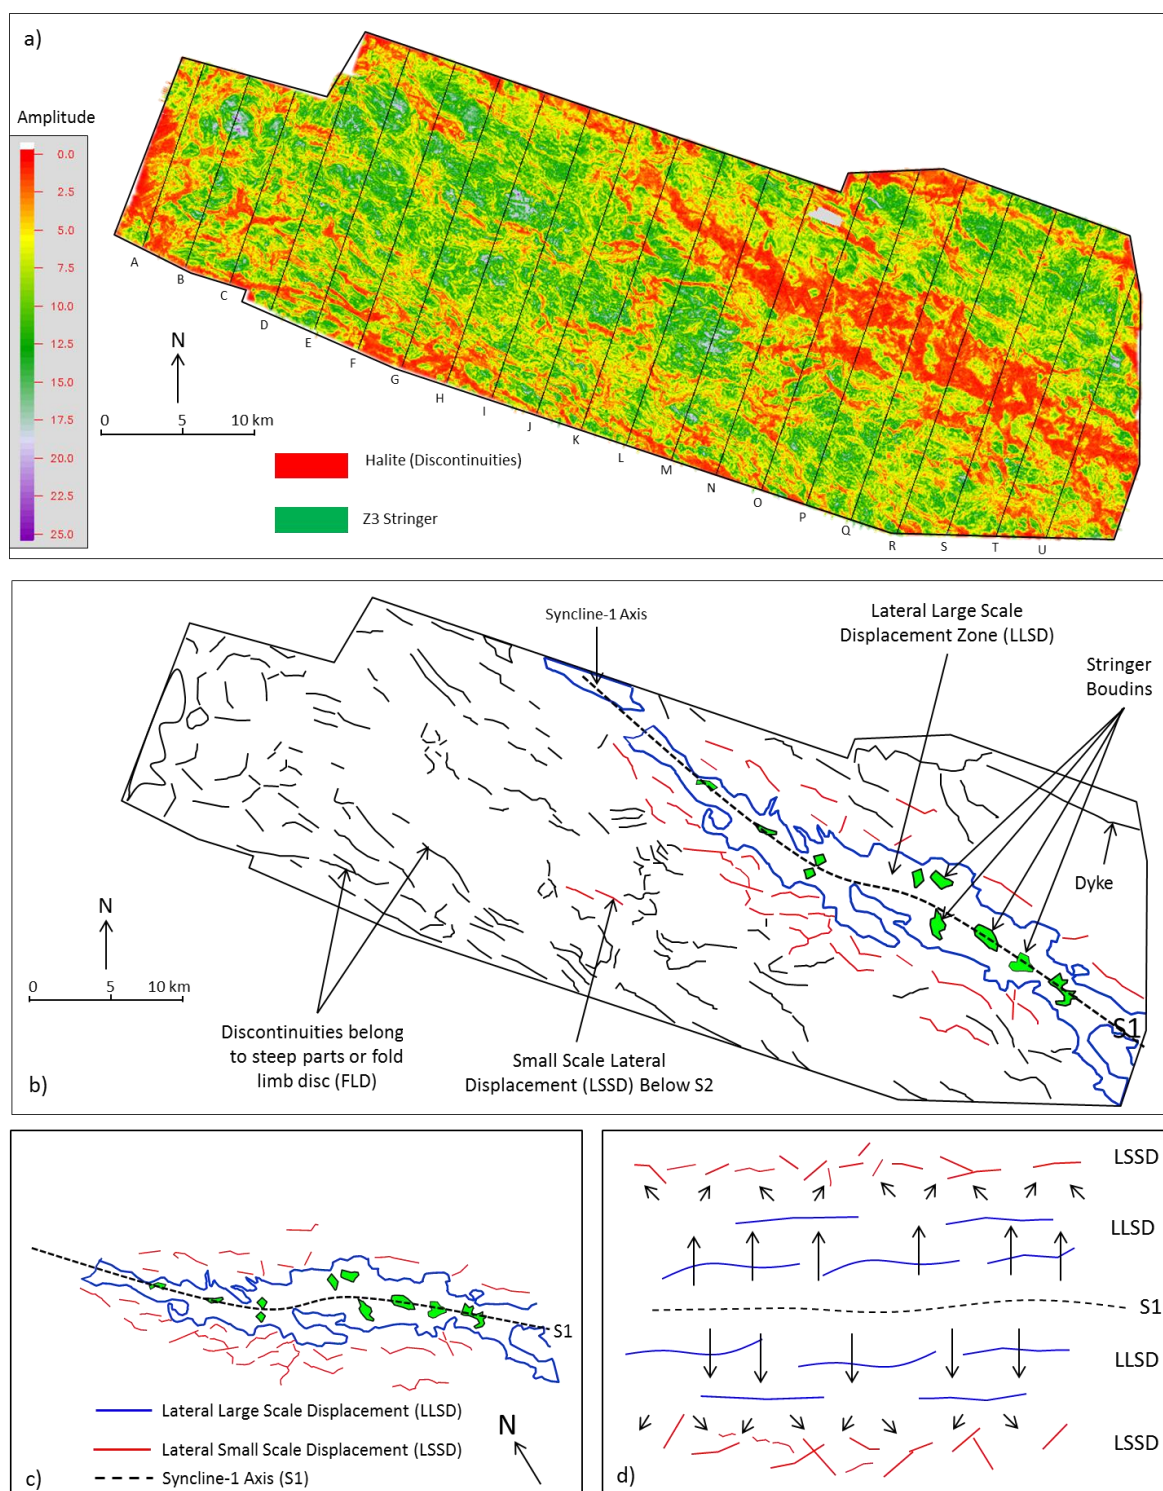 a)
Amplitude
0.0
2.5
5.0
7.5
10.0
12.5
15.0
17.5
20.0
22.5
25.0
A
B
C
D
E
F
G
H
I
J
K
L
M
N
O
P
Q
R
S
T
U
N
0 5 10 km
Halite (Discontinuities)
Z3 Stringer
Syncline-1 Axis
Lateral Large Scale
Displacement Zone (LLSD)
Stringer
Boudins
Dyke
N
0 5 10 km
S1
Discontinuities belong
to steep parts or fold
limb disc (FLD)
Small Scale Lateral
Displacement (LSSD) Below S2
b)
S1
Lateral Large Scale Displacement (LLSD)
Lateral Small Scale Displacement (LSSD)
Syncline-1 Axis (S1)
N
c)
LSSD
LLSD
S1
LLSD
LSSD
d)